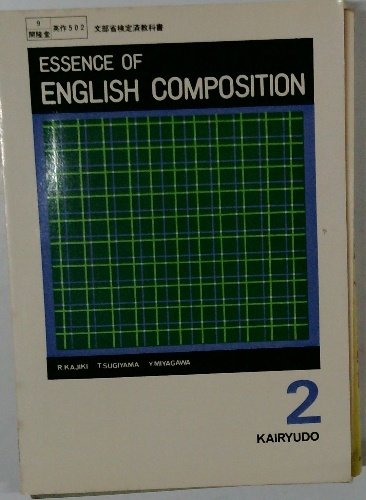 9
開隆堂
英作502
文部省検定済教科書
ESSENCE OF
ENGLISH COMPOSITION
R.KAJIKI T.SUGIYAMA Y.MIYAGAWA
2
KAIRYUDO